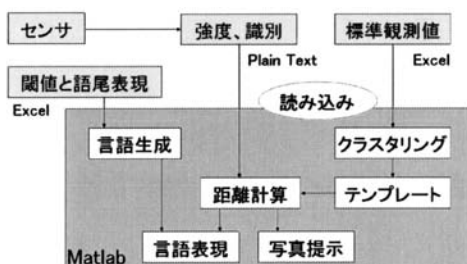 センサ
強度、識別
標準観測値
Plain Text
Excel
閾値と語尾表現
Excel
読み込み
言語生成
クラスタリング
距離計算
テンプレート
Matlab
言語表現
写真提示